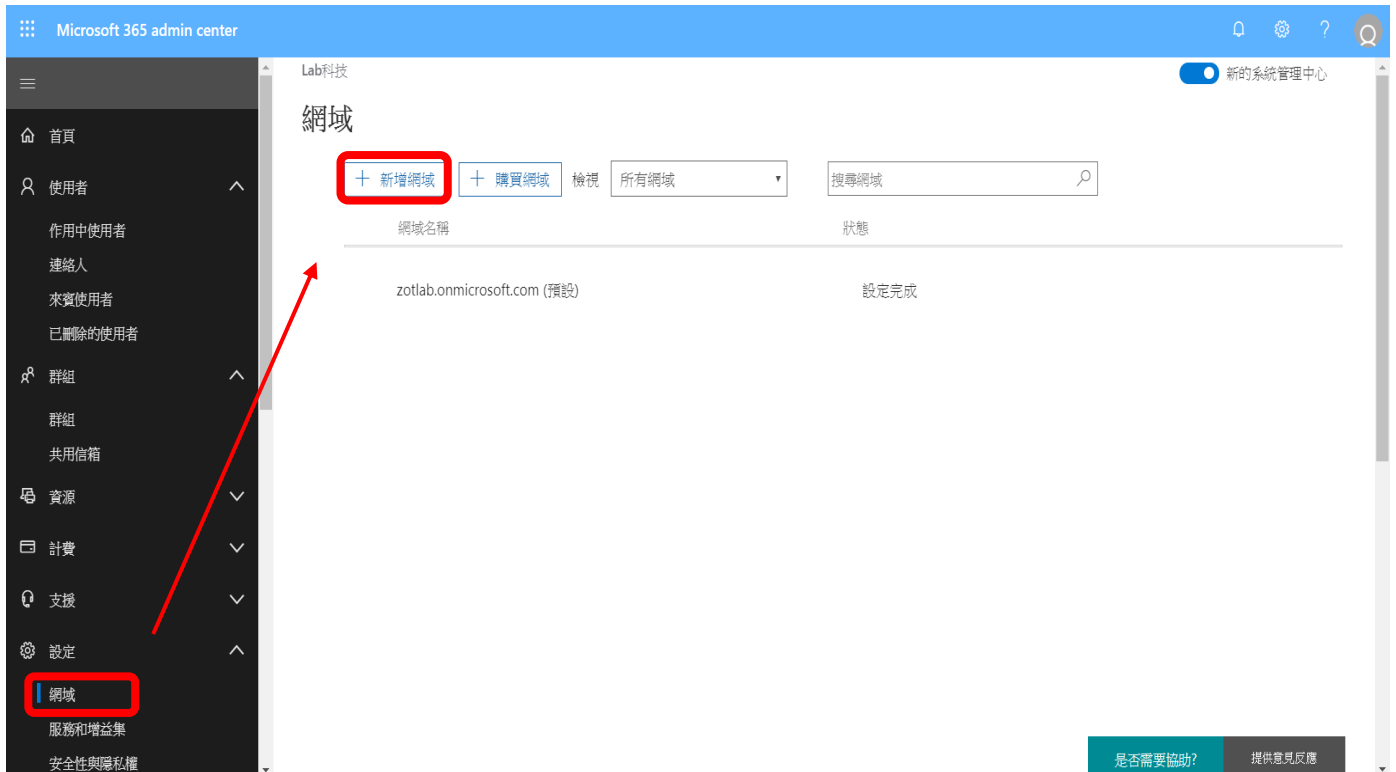 Microsoft 365 admin center
Lab科技
新的系統管理中心
網域
首頁
使用者
作用中使用者
連絡人
來賓使用者
已刪除的使用者
群組
群組
共用信箱
資源
計費
支援
設定
網域
服務和增益集
安全性與隱私權
+ 新增網域
+ 購買網域
檢視
所有網域
搜尋網域
網域名稱
狀態
zotlab.onmicrosoft.com (預設)
設定完成
是否需要協助?
提供意見反應